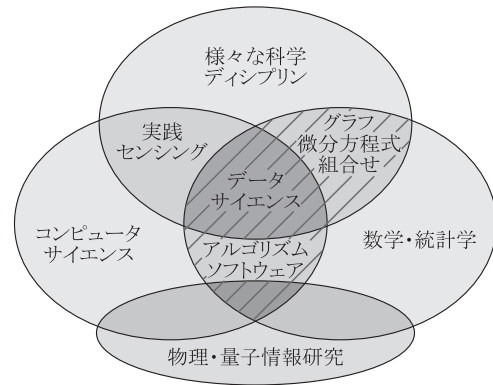 様々な科学
ディシプリン
実践
センシング
グラフ
微分方程式
組合せ
データ
サイエンス
コンピュータ
サイエンス
数学・統計学
アルゴリズム
ソフトウェア
物理・量子情報研究